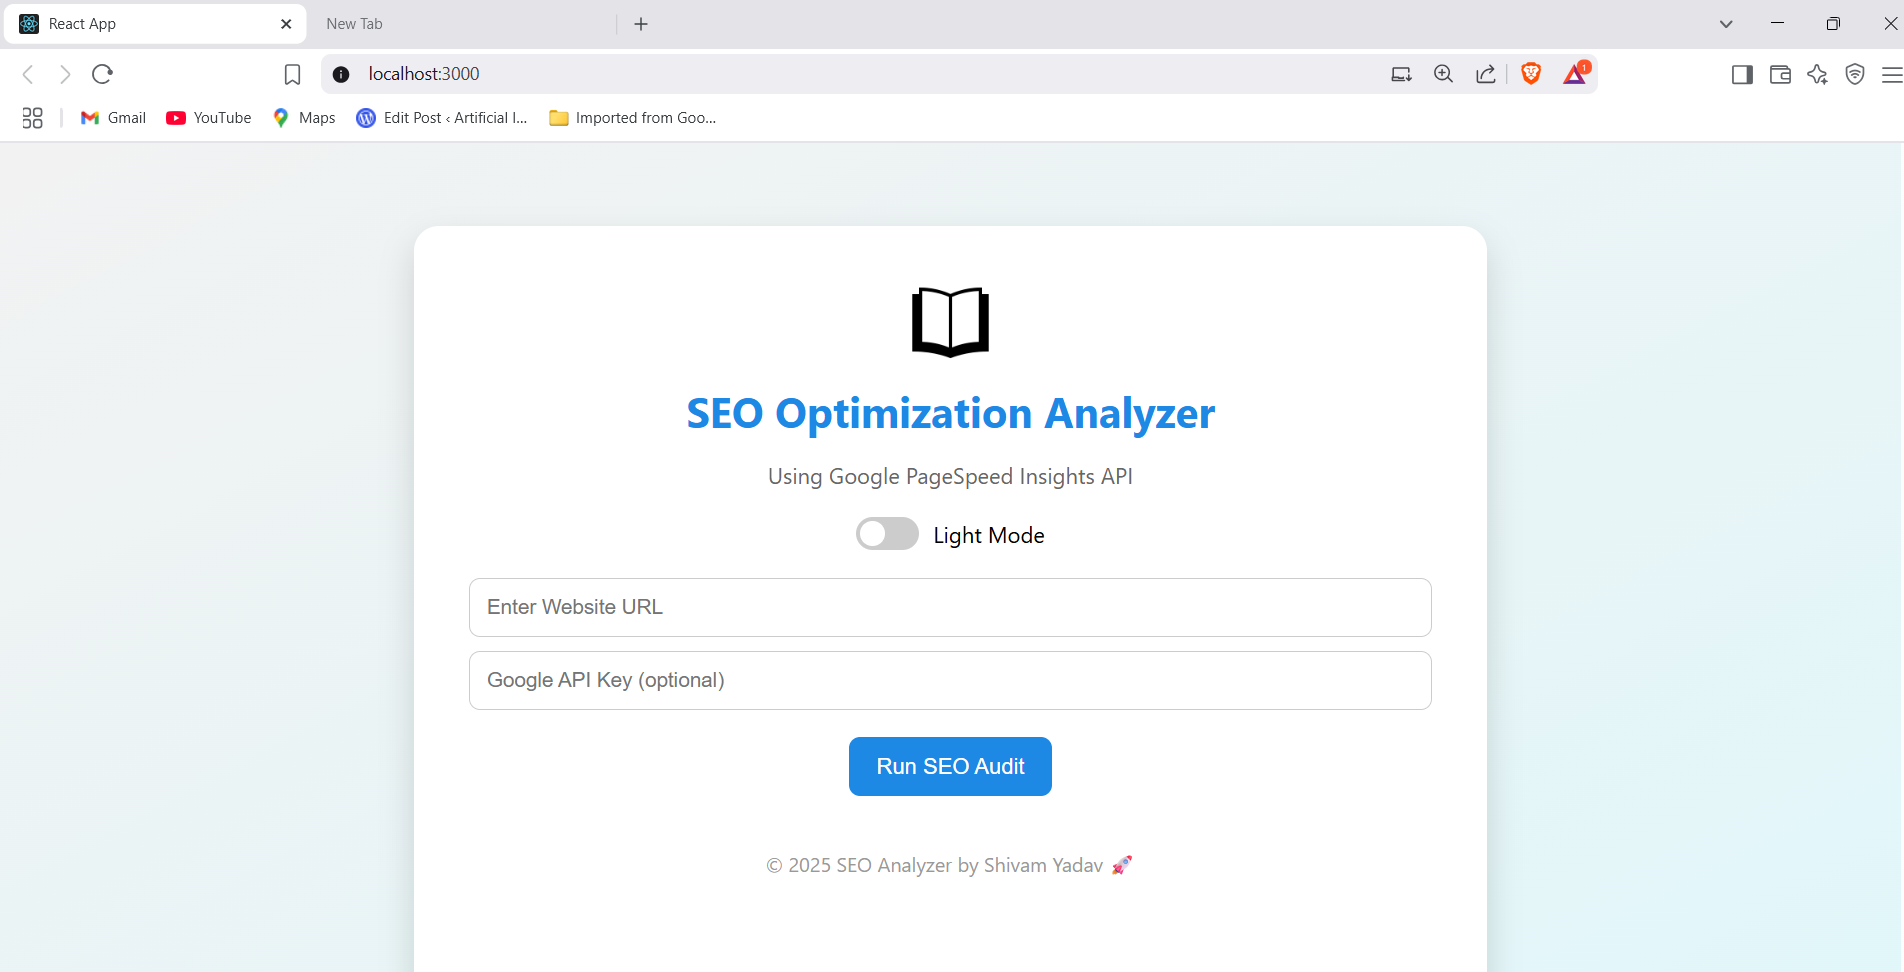 React App
New Tab
localhost:3000
1
Gmail
YouTube
Maps
Edit Post ‹ Artificial I...
Imported from Goo...
SEO Optimization Analyzer
Using Google PageSpeed Insights API
Light Mode
Enter Website URL
Google API Key (optional)
Run SEO Audit
© 2025 SEO Analyzer by Shivam Yadav 🚀